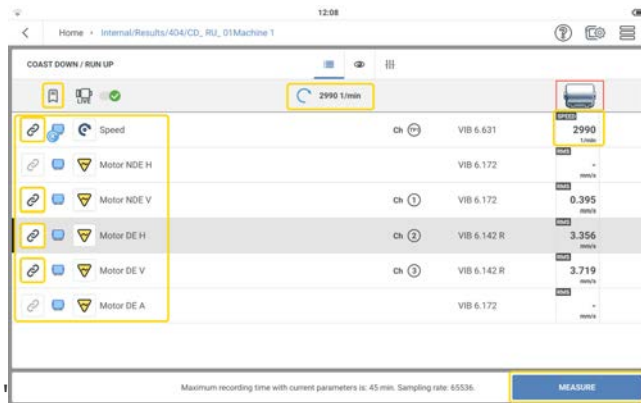 12:08
Home › Internal/Results/404/CD_ RU_ 01Machine 1
COAST DOWN / RUN UP
LIVE
2990 1/min
Speed Ch VIB 6.631 SPEED 2990 1/min
Motor NDE H VIB 6.172 RMS - mm/s
Motor NDE V Ch 1 VIB 6.172 RMS 0.395 mm/s
Motor DE H Ch 2 VIB 6.142 R RMS 3.356 mm/s
Motor DE V Ch 3 VIB 6.142 R RMS 3.719 mm/s
Motor DE A VIB 6.172 RMS - mm/s
Maximum recording time with current parameters is: 45 min. Sampling rate: 65536.
MEASURE